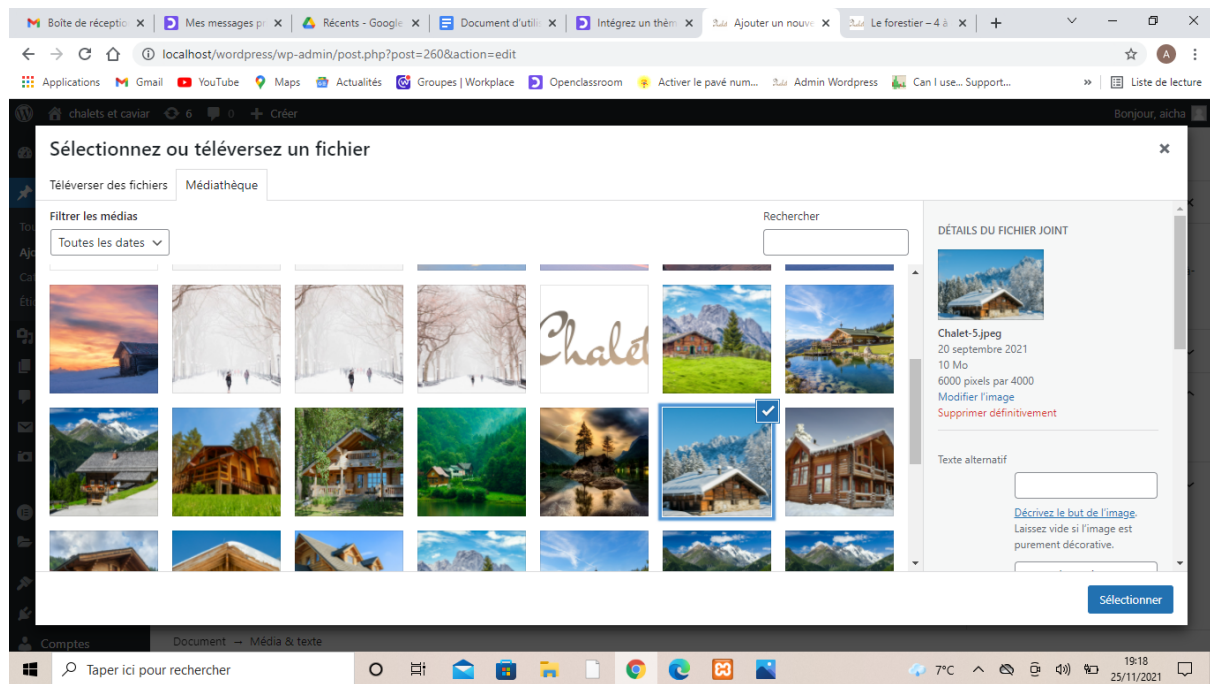 Boîte de réceptio
Mes messages pr
Récents - Google
Document d'utili
Intégrez un thèm
Ajouter un nouve
Le forestier – 4 à
localhost/wordpress/wp-admin/post.php?post=260&action=edit
A
Applications
Gmail
YouTube
Maps
Actualités
Groupes | Workplace
Openclassroom
Activer le pavé num...
Admin Wordpress
Can I use... Support...
»
Liste de lecture
chalets et caviar
6
0
Créer
Bonjour, aicha
Sélectionnez ou téléversez un fichier
Téléverser des fichiers
Médiathèque
Filtrer les médias
Toutes les dates
Rechercher
Chalet
DÉTAILS DU FICHIER JOINT
Chalet-5.jpeg
20 septembre 2021
10 Mo
6000 pixels par 4000
Modifier l'image
Supprimer définitivement
Texte alternatif
Décrivez le but de l'image.
Laissez vide si l'image est
purement décorative.
Sélectionner
Comptes
Document → Média & texte
Taper ici pour rechercher
7°C
19:18
25/11/2021